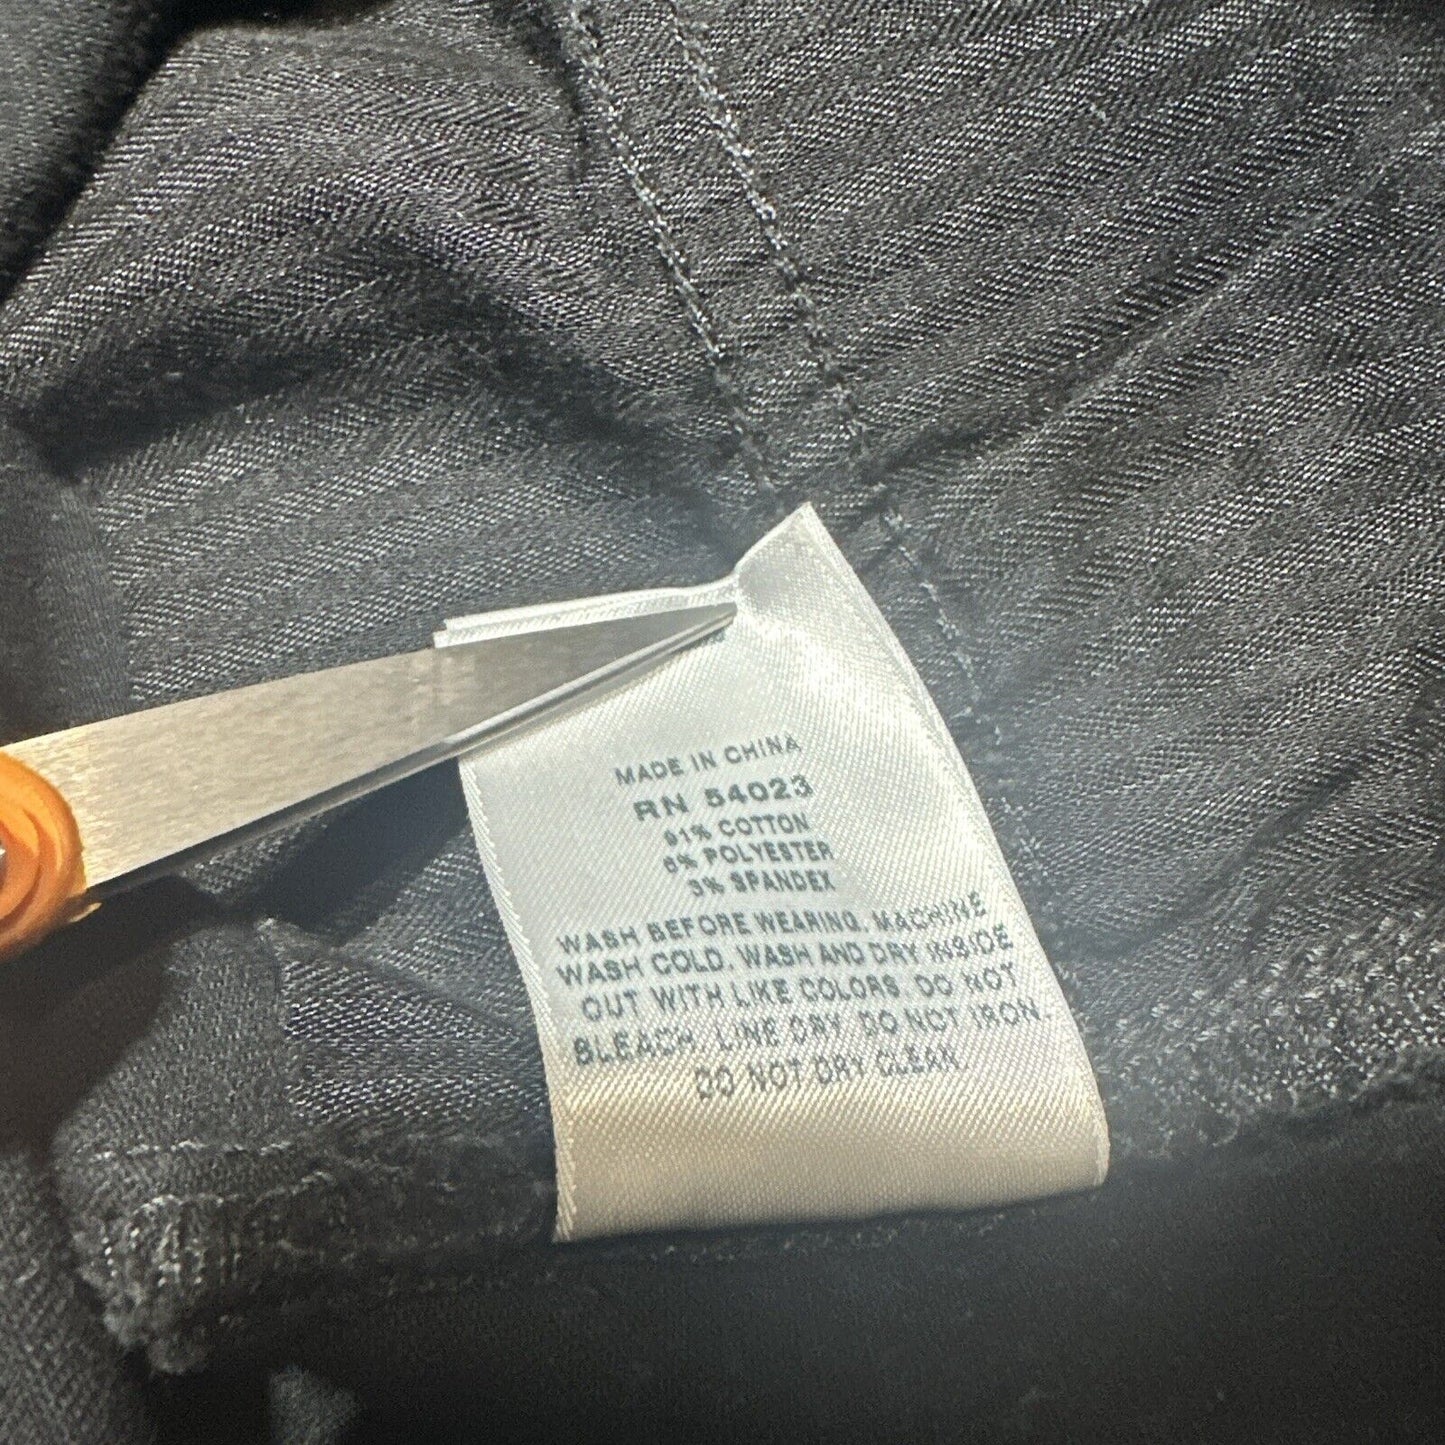 MADE IN CHINA
RN 54023
91% COTTON
6% POLYESTER
3% SPANDEX
WASH BEFORE WEARING. MACHINE
WASH COLD. WASH AND DRY INSIDE
OUT WITH LIKE COLORS. DO NOT
BLEACH. LINE DRY. DO NOT IRON.
DO NOT DRY CLEAN.